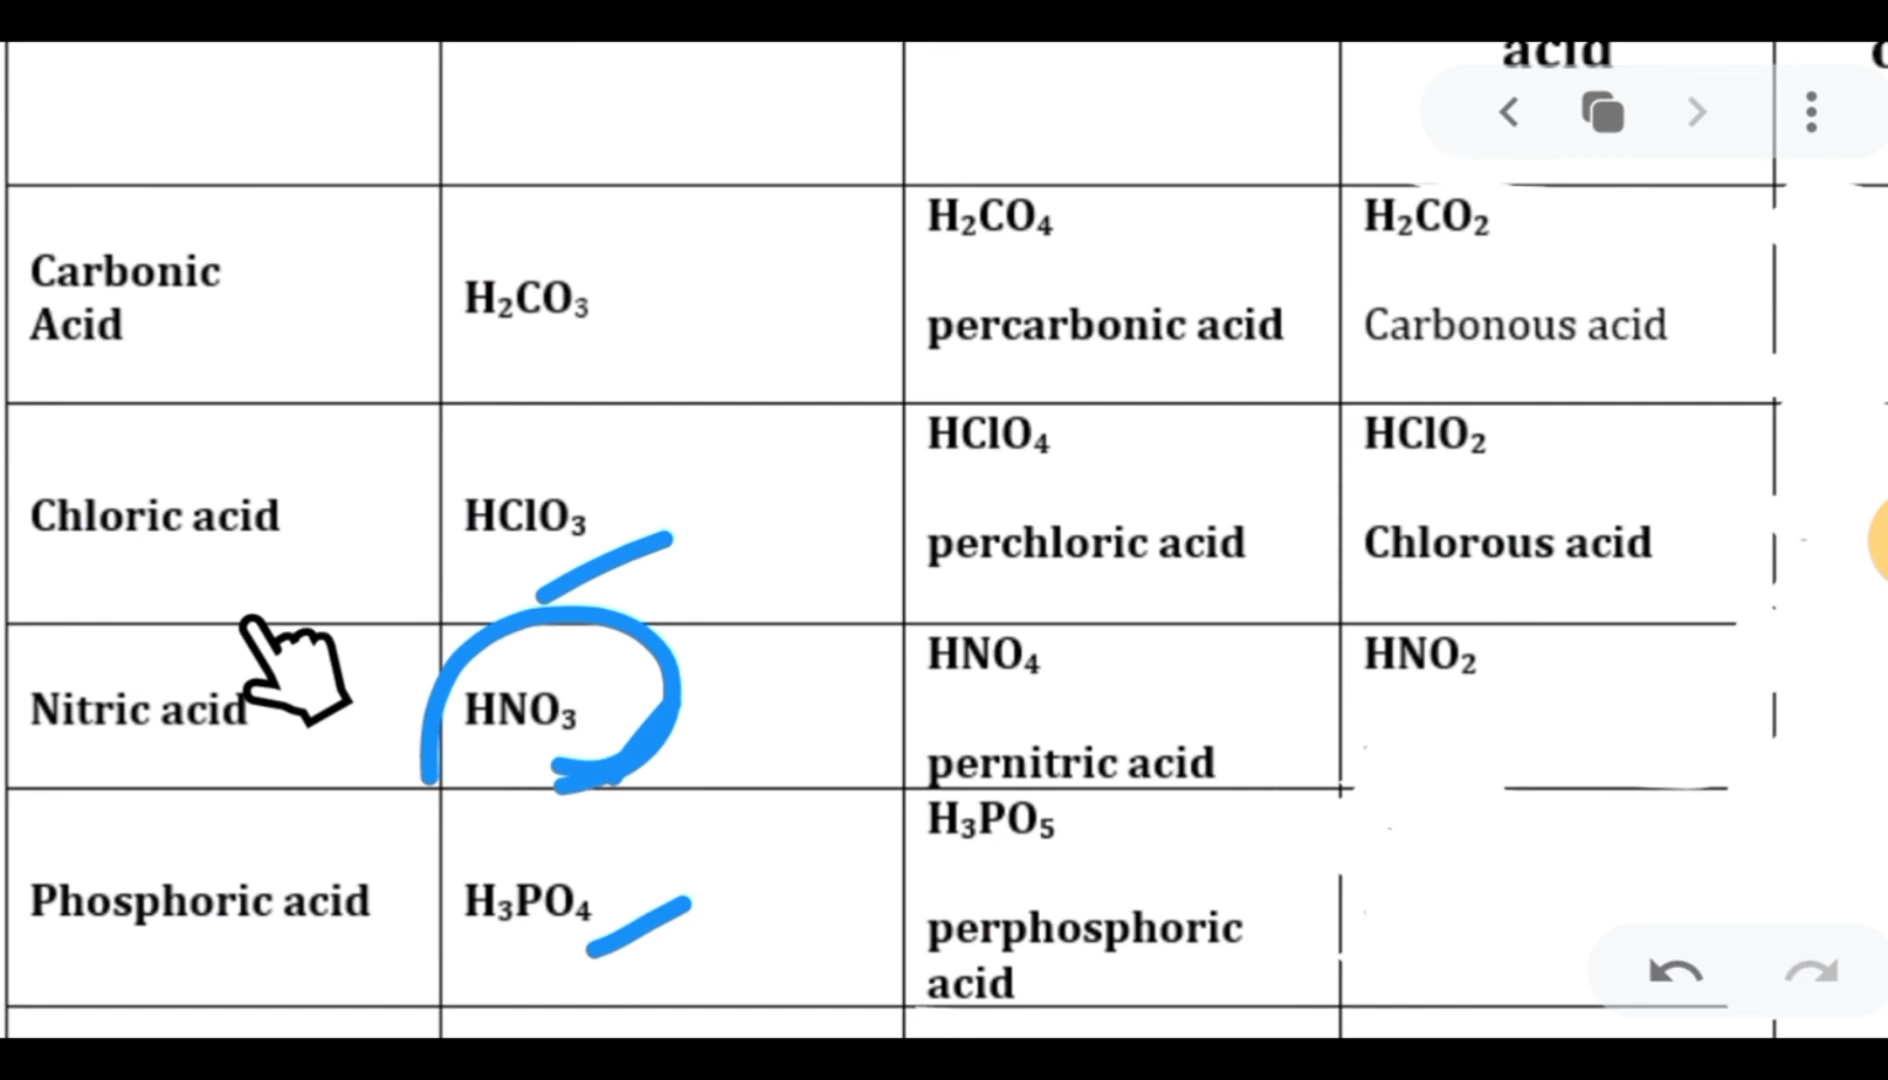 acid
Carbonic
Acid
H₂CO₃
H₂CO₄
percarbonic acid
H₂CO₂
Carbonous acid
Chloric acid
HClO₃
HClO₄
perchloric acid
HClO₂
Chlorous acid
Nitric acid
HNO₃
HNO₄
pernitric acid
HNO₂
Phosphoric acid
H₃PO₄
H₃PO₅
perphosphoric
acid